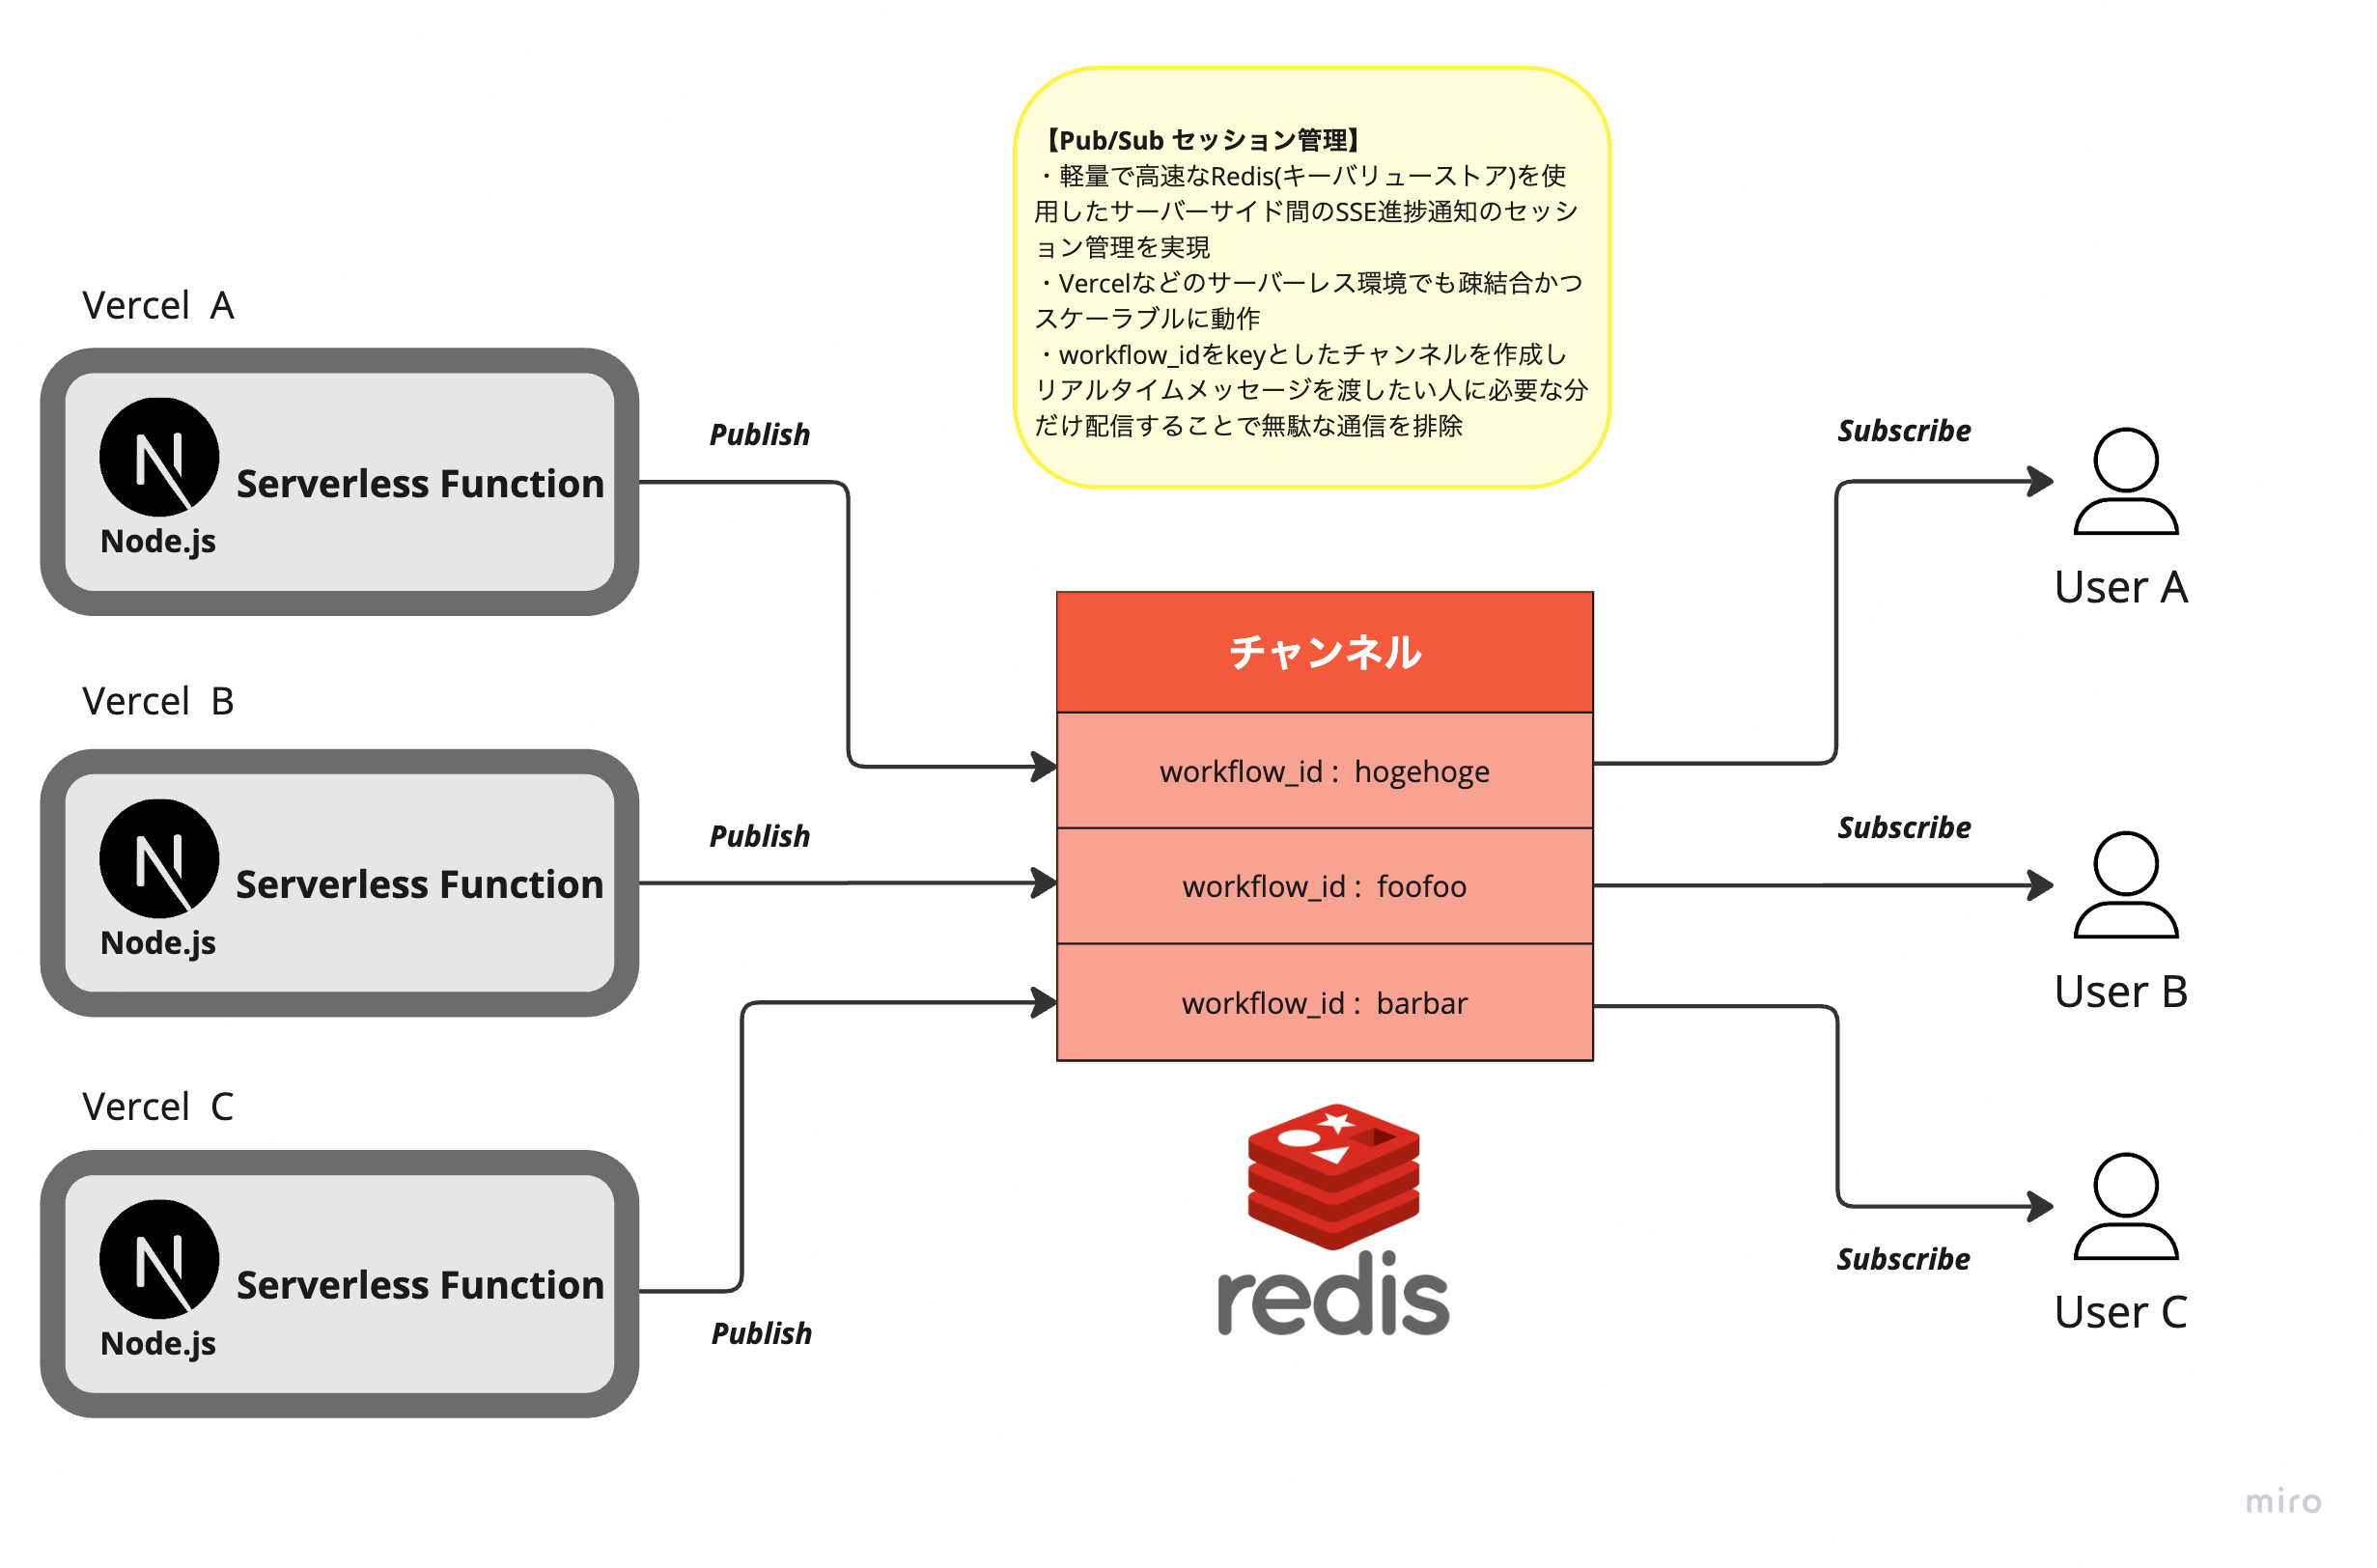 【Pub/Sub セッション管理】
・軽量で高速なRedis(キーバリューストア)を使
用したサーバーサイド間のSSE進捗通知のセッシ
ョン管理を実現
・Vercelなどのサーバーレス環境でも疎結合かつ
スケーラブルに動作
・workflow_idをkeyとしたチャンネルを作成し
リアルタイムメッセージを渡したい人に必要な分
だけ配信することで無駄な通信を排除
Vercel A
Serverless Function
Node.js
Publish
Vercel B
Serverless Function
Node.js
Publish
Vercel C
Serverless Function
Node.js
Publish
チャンネル
workflow_id : hogehoge
workflow_id : foofoo
workflow_id : barbar
redis
Subscribe
User A
Subscribe
User B
Subscribe
User C
miro